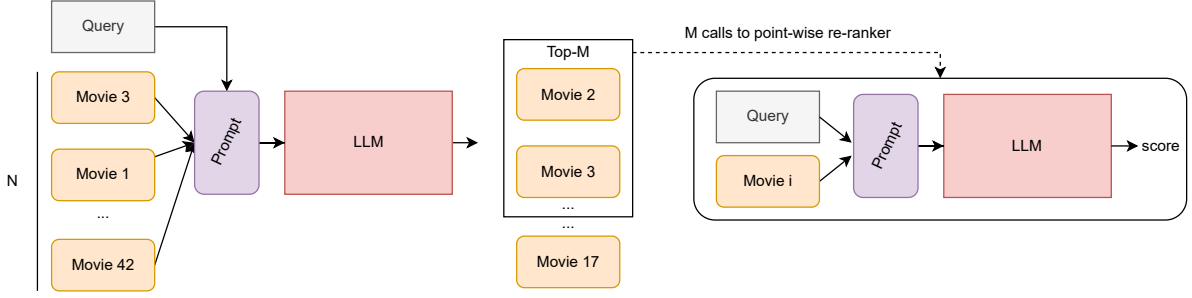 Query
N
Movie 3
Movie 1
...
Movie 42
Prompt
LLM
Top-M
Movie 2
Movie 3
...
...
Movie 17
M calls to point-wise re-ranker
Query
Movie i
Prompt
LLM
score